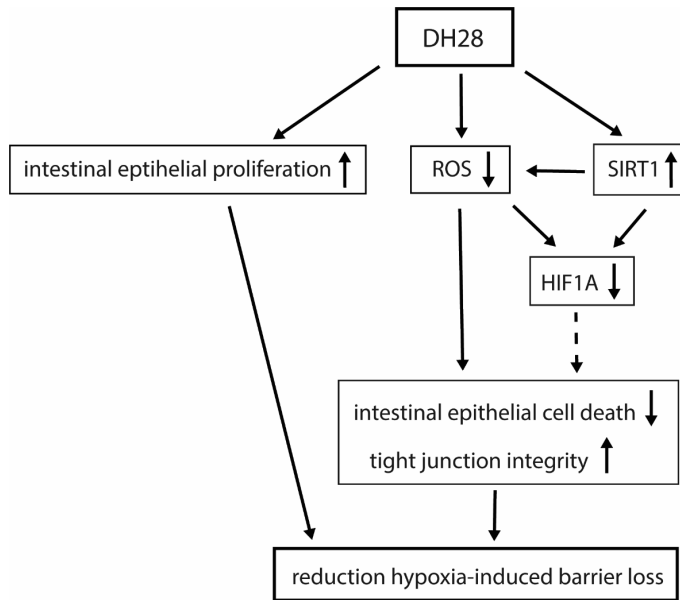 DH28
intestinal eptihelial proliferation
ROS
SIRT1
HIF1A
intestinal epithelial cell death
tight junction integrity
reduction hypoxia-induced barrier loss